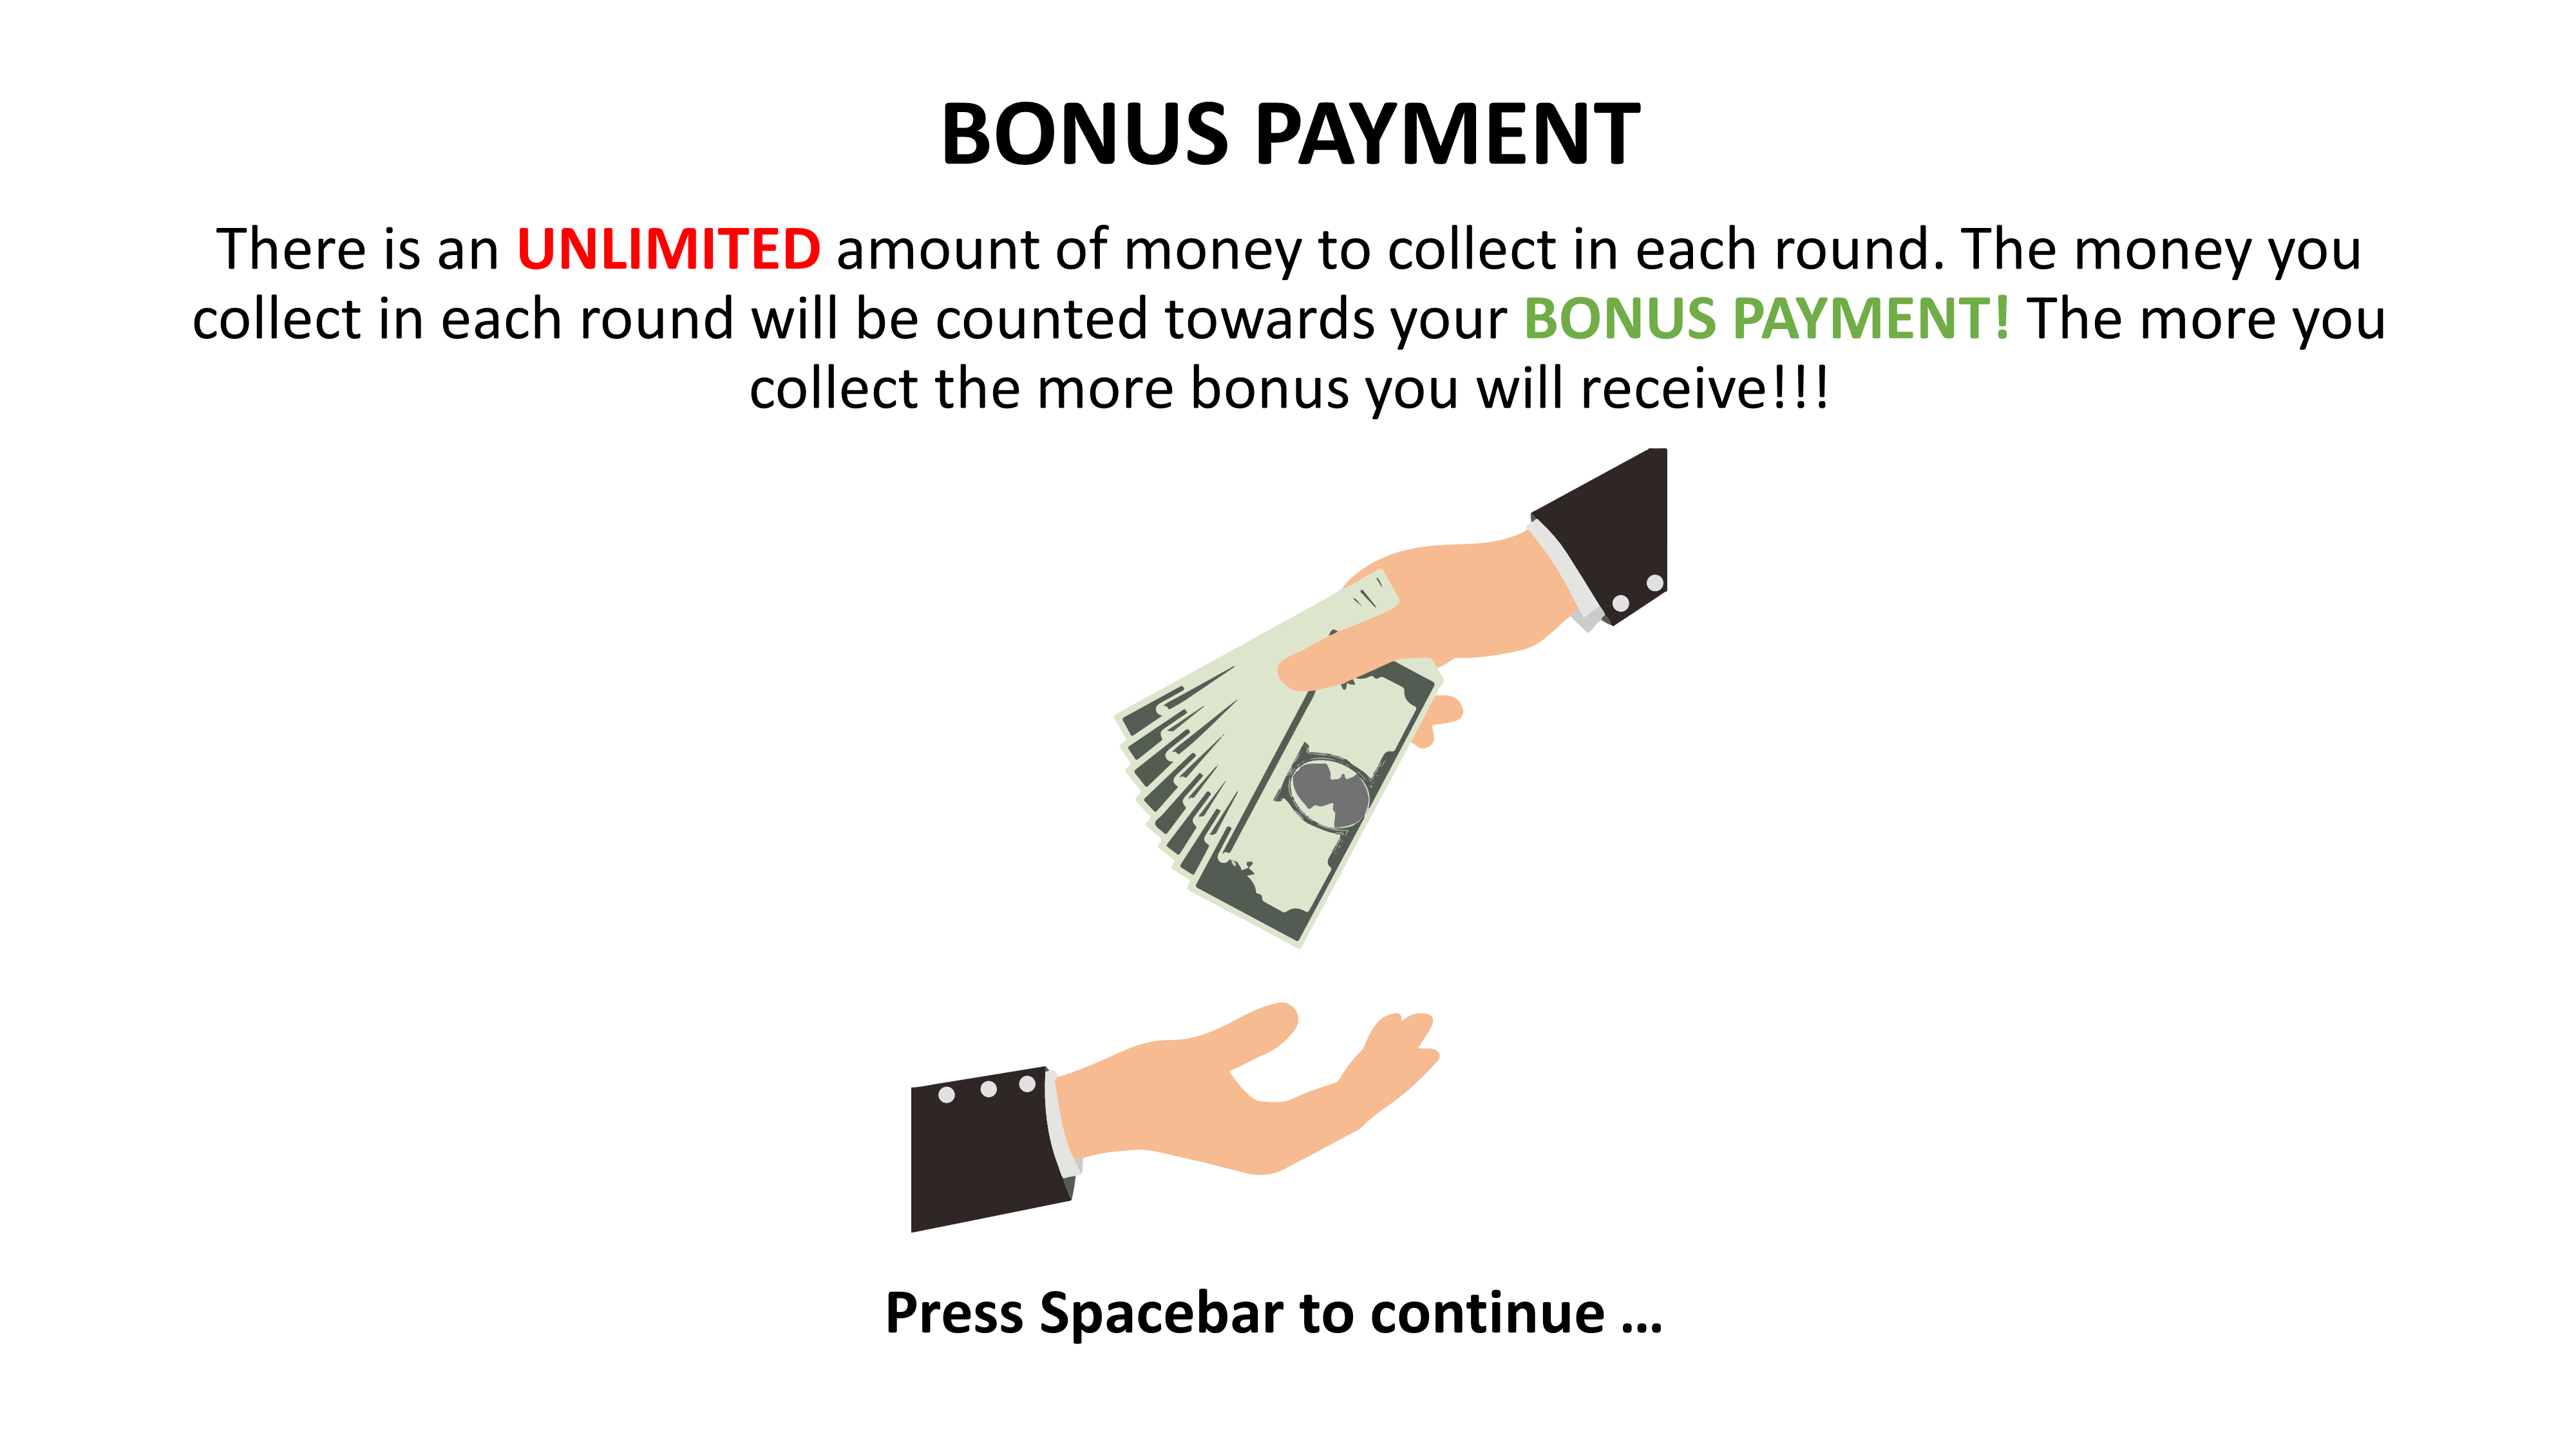 BONUS PAYMENT
There is an UNLIMITED amount of money to collect in each round. The money you
collect in each round will be counted towards your BONUS PAYMENT! The more you
collect the more bonus you will receive!!!
Press Spacebar to continue …